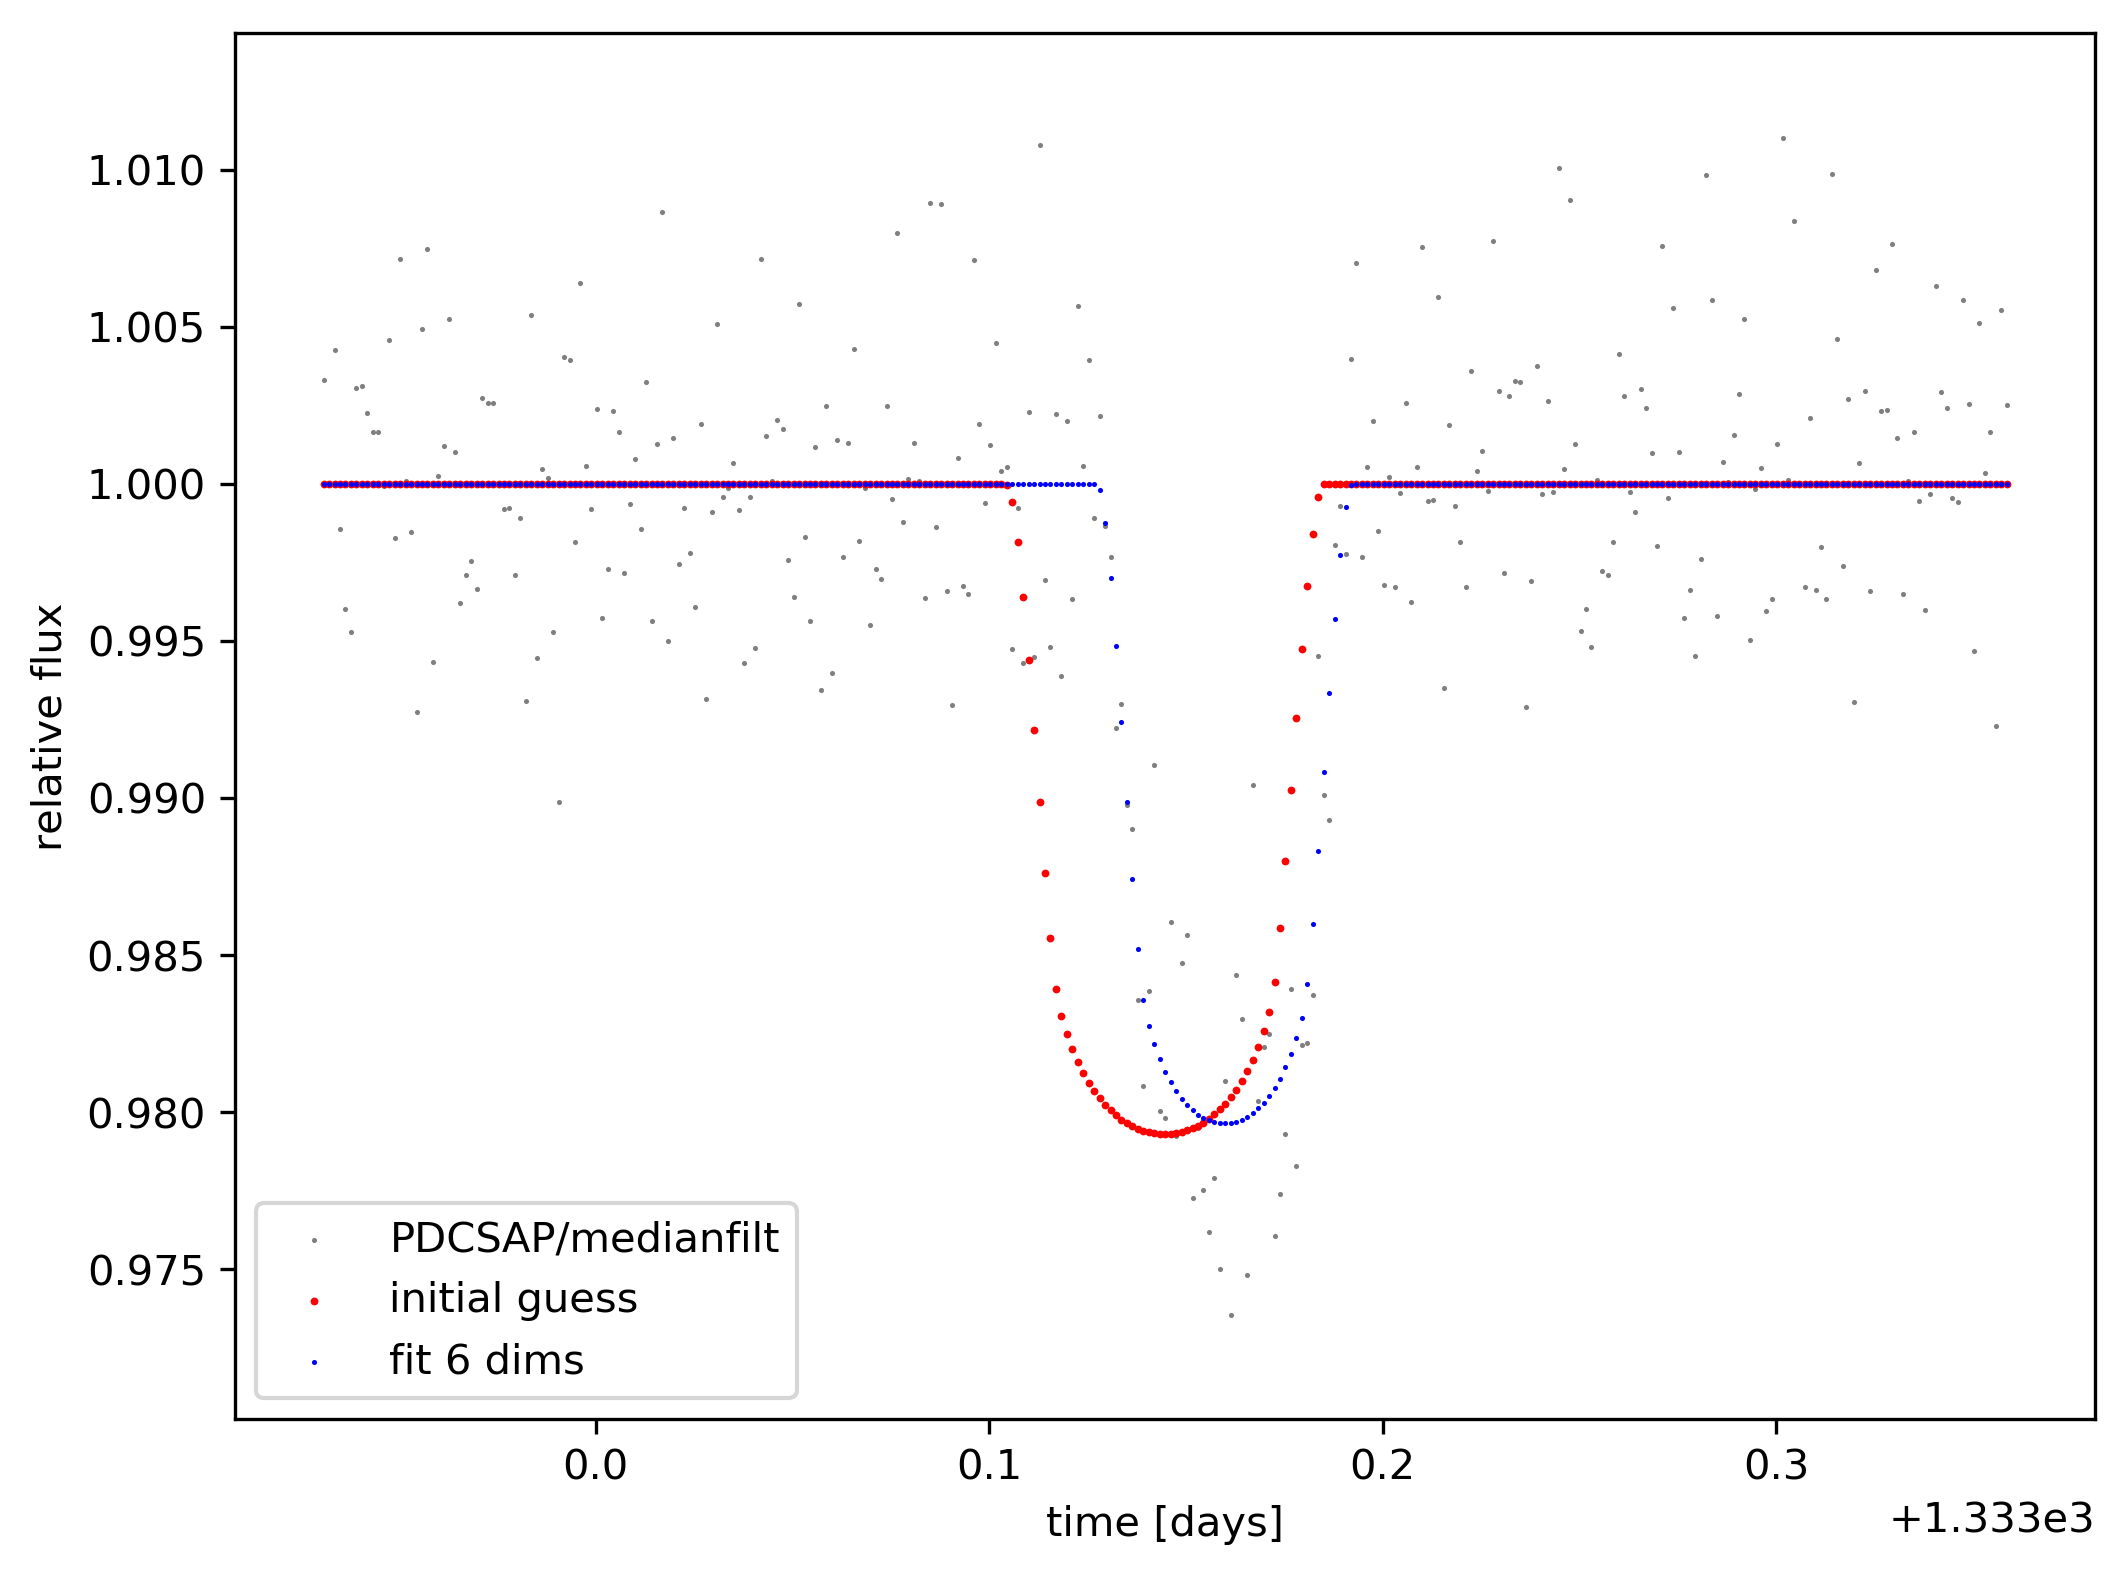 1.010
1.005
1.000
0.995
0.990
0.985
0.980
0.975
relative flux
PDCSAP/medianfilt
initial guess
fit 6 dims
0.0 0.1 0.2 0.3
time [days]
+1.333e3